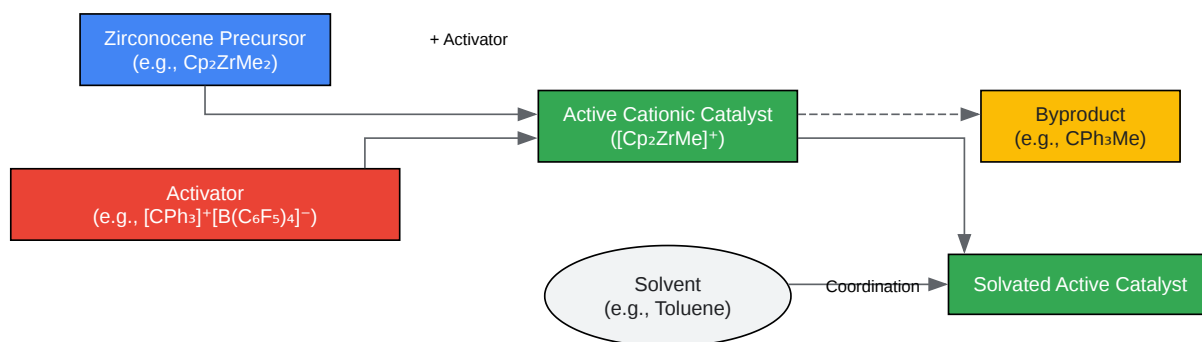 Zirconocene Precursor
(e.g., Cp₂ZrMe₂)
+ Activator
Active Cationic Catalyst
([Cp₂ZrMe]⁺)
Byproduct
(e.g., CPh₃Me)
Activator
(e.g., [CPh₃]⁺[B(C₆F₅)₄]⁻)
Solvent
(e.g., Toluene)
Coordination
Solvated Active Catalyst